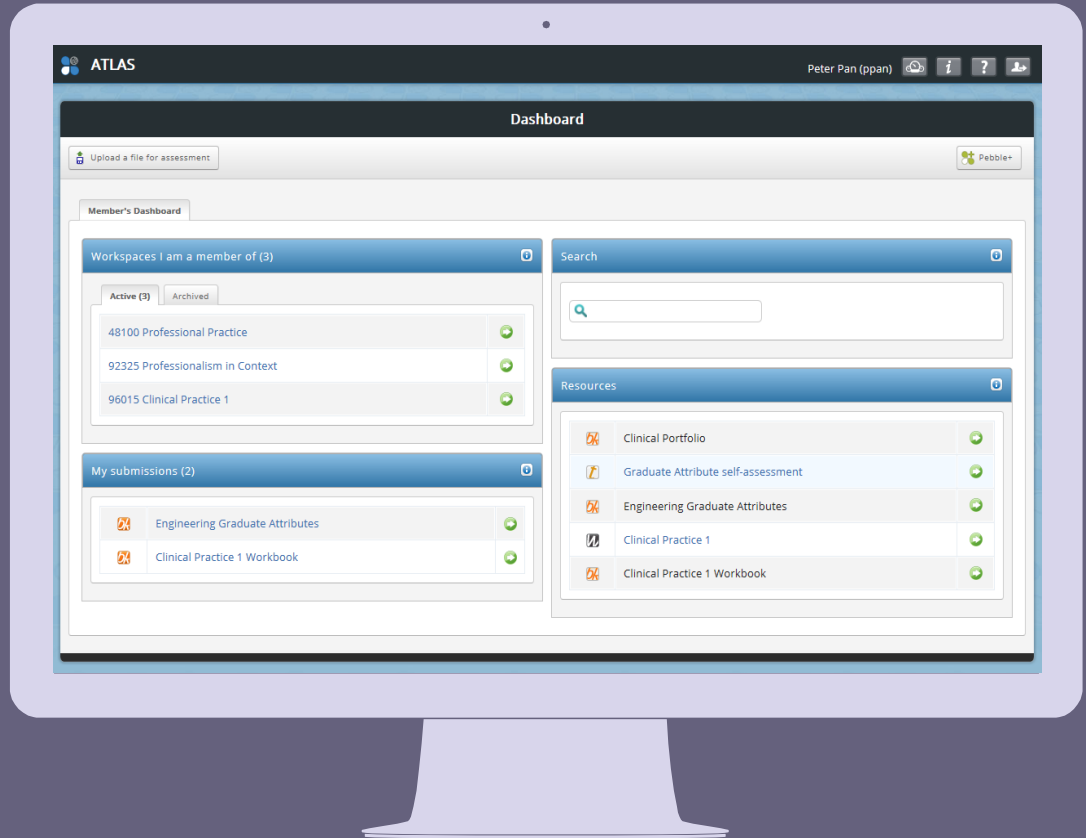 ATLAS
Peter Pan (ppan)
Dashboard
Upload a file for assessment
Pebble+
Member's Dashboard
Workspaces I am a member of (3)
Active (3)
Archived
48100 Professional Practice
92325 Professionalism in Context
96015 Clinical Practice 1
My submissions (2)
Engineering Graduate Attributes
Clinical Practice 1 Workbook
Search
Resources
Clinical Portfolio
Graduate Attribute self-assessment
Engineering Graduate Attributes
Clinical Practice 1
Clinical Practice 1 Workbook